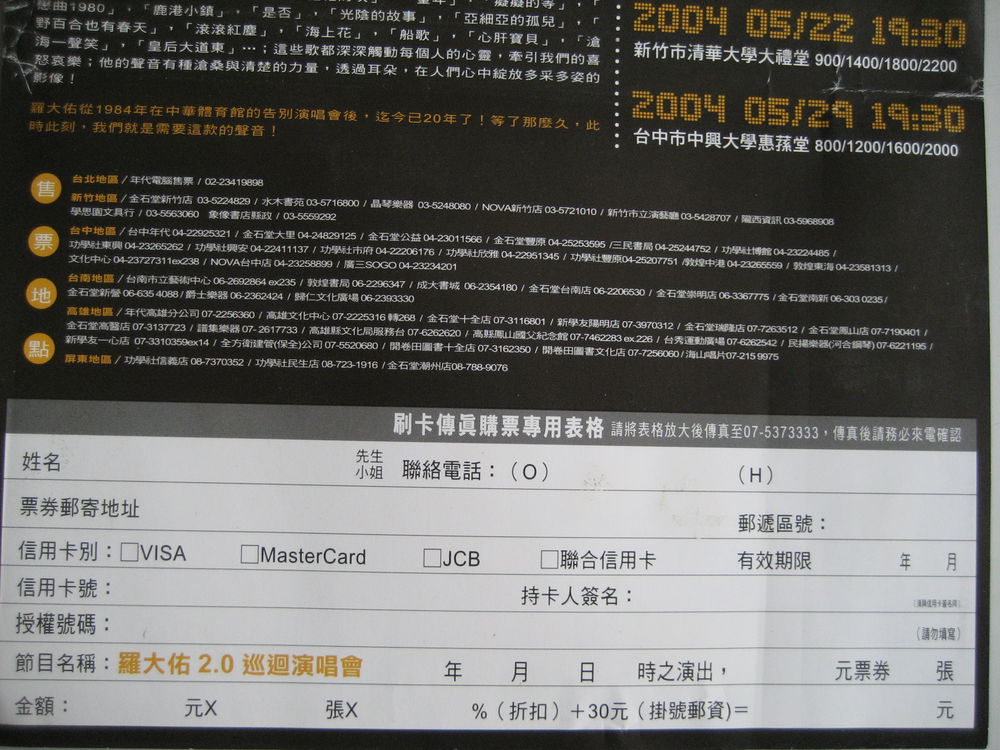 戀曲1980」,「鹿港小鎮」,「是否」,「光陰的故事」,「亞細亞的孤兒」,「
野百合也有春天」,「滾滾紅塵」,「海上花」,「船歌」,「心肝寶貝」,「滄
海一聲笑」,「皇后大道東」…;這些歌都深深觸動每個人的心靈,牽引我們的喜
怒哀樂;他的聲音有種滄桑與清楚的力量,透過耳朵,在人們心中綻放多采多姿的
影像!
羅大佑從1984年在中華體育館的告別演唱會後,迄今已20年了!等了那麼久,此
時此刻,我們就是需要這款的聲音!
2004 05/22 19:30
新竹市清華大學大禮堂 900/1400/1800/2200
2004 05/29 19:30
台中市中興大學惠蓀堂 800/1200/1600/2000
售票地點
台北地區 / 年代電腦售票 / 02-23419898
新竹地區 / 金石堂新竹店 03-5224829 / 水木書苑 03-5716800 / 晶琴樂器 03-5248080 / NOVA新竹店 03-5721010 / 新竹市立演藝廳 03-5428707 / 隴西資訊 03-5968908
學思園文具行 / 03-5563060 象像書店縣政 / 03-5559292
台中地區 / 台中年代 04-22925321 / 金石堂大里 04-24829125 / 金石堂公益 04-23011566 / 金石堂豐原 04-25253595 /三民書局 04-25244752 / 功學社博館 04-23224485 /
功學社東興 04-23265262 / 功學社興安 04-22411137 / 功學社市府 04-22206176 / 功學社欣雅 04-22951345 / 功學社豐原04-25207751 /敦煌中港 04-23265559 / 敦煌東海 04-23581313 /
文化中心 04-23727311ex238 / NOVA台中店 04-23258899 / 廣三SOGO 04-23234201
台南地區 / 台南市立藝術中心 06-2692864 ex235 / 敦煌書局 06-2296347 / 成大書城 06-2354180 / 金石堂台南店 06-2206530 / 金石堂崇明店 06-3367775 / 金石堂南新 06-303 0235 /
金石堂新營 06-635 4088 / 爵士樂器 06-2362424 / 歸仁文化廣場 06-2393330
高雄地區 / 年代高雄分公司 07-2256360 / 高雄文化中心 07-2225316 轉268 / 金石堂十全店 07-3116801 / 新學友陽明店 07-3970312 / 金石堂瑞隆店 07-7263512 / 金石堂鳳山店 07-7190401 /
金石堂高醫店 07-3137723 / 譜集樂器 07-2617733 / 高雄縣文化局服務台 07-6262620 / 高縣鳳山國父紀念館 07-7462283 ex.226 / 台秀運動廣場 07-6262542 / 民揚樂器(河合鋼琴) 07-6221195 /
新學友一心店 07-3310359ex14 / 全方衛建管(保全)公司 07-5520680 / 開卷田圖書十全店 07-3162350 / 開卷田圖書文化店 07-7256060 / 海山唱片07-215 9975
屏東地區 / 功學社信義店 08-7370352 / 功學社民生店 08-723-1916 / 金石堂潮州店08-788-9076
刷卡傳眞購票專用表格 請將表格放大後傳真至07-5373333,傳真後請務必來電確認
姓名 先生 小姐 聯絡電話:(O) (H)
票券郵寄地址 郵遞區號:
信用卡別:□VISA □MasterCard □JCB □聯合信用卡 有效期限 年 月
信用卡號: 持卡人簽名: (須與信用卡簽名同)
授權號碼: (請勿填寫)
節目名稱:羅大佑 2.0 巡迴演唱會 年 月 日 時之演出, 元票券 張
金額: 元X 張X %(折扣)+30元(掛號郵資)= 元